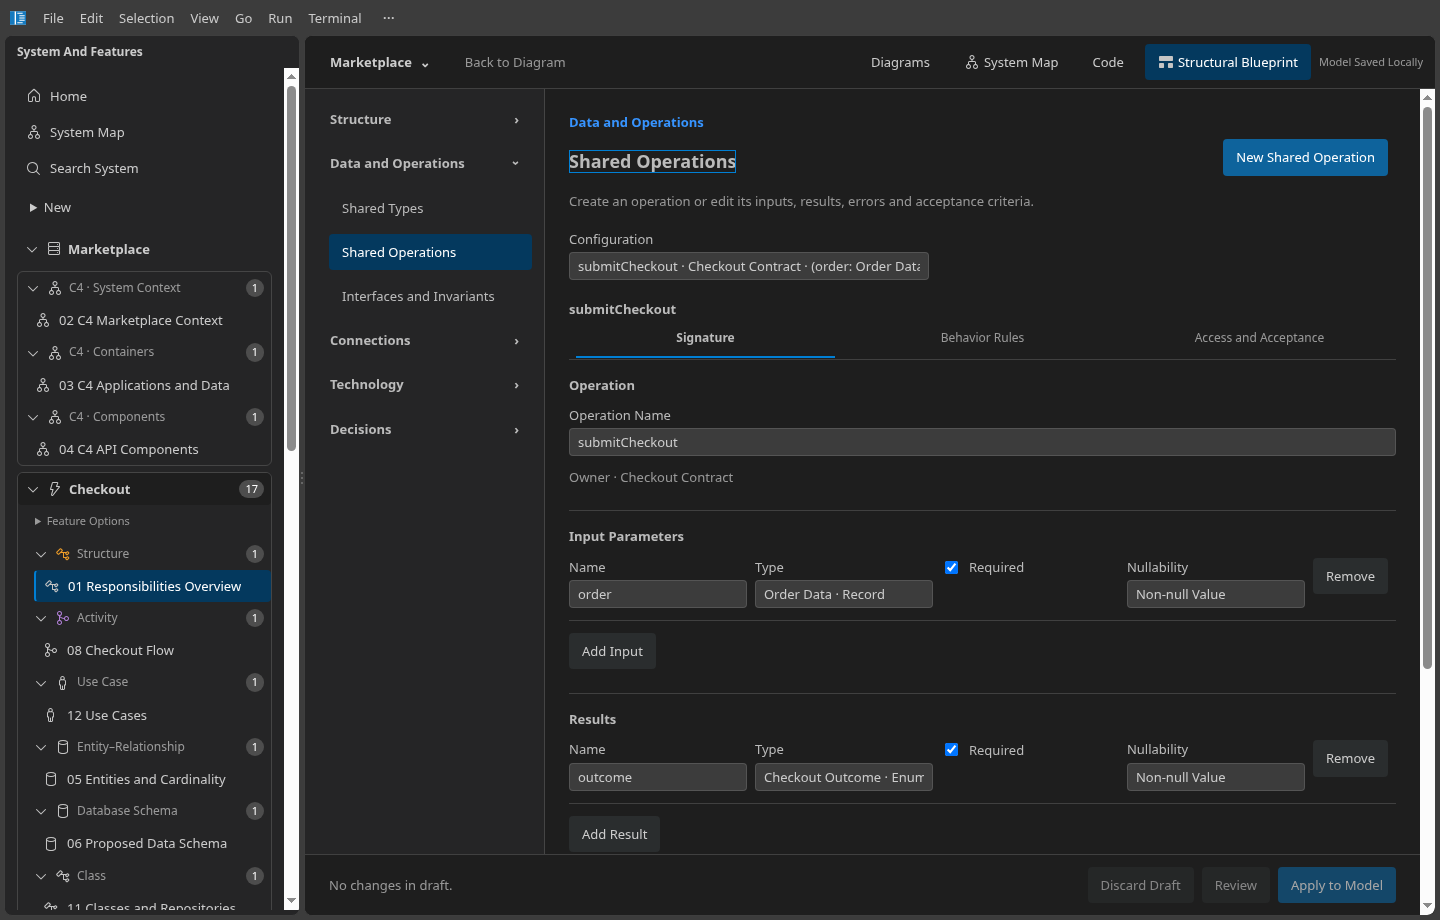 File Edit Selection View Go Run Terminal ···
System And Features
Home
System Map
Search System
New
Marketplace
C4 · System Context 1
02 C4 Marketplace Context
C4 · Containers 1
03 C4 Applications and Data
C4 · Components 1
04 C4 API Components
Checkout 17
Feature Options
Structure 1
01 Responsibilities Overview
Activity 1
08 Checkout Flow
Use Case 1
12 Use Cases
Entity–Relationship 1
05 Entities and Cardinality
Database Schema 1
06 Proposed Data Schema
Class 1
11 Classes and Repositories
Marketplace Back to Diagram Diagrams System Map Code Structural Blueprint Model Saved Locally
Structure
Data and Operations
Shared Types
Shared Operations
Interfaces and Invariants
Connections
Technology
Decisions
Data and Operations
Shared Operations
New Shared Operation
Create an operation or edit its inputs, results, errors and acceptance criteria.
Configuration
submitCheckout · Checkout Contract · (order: Order Data
submitCheckout
Signature Behavior Rules Access and Acceptance
Operation
Operation Name
submitCheckout
Owner · Checkout Contract
Input Parameters
Name Type Required Nullability
order Order Data · Record Non-null Value Remove
Add Input
Results
Name Type Required Nullability
outcome Checkout Outcome · Enum Non-null Value Remove
Add Result
No changes in draft. Discard Draft Review Apply to Model